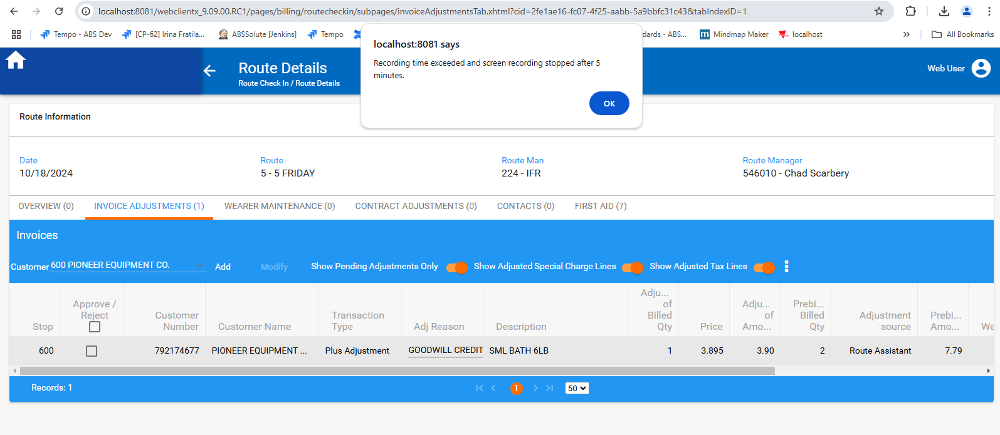 localhost:8081/webclientx_9.09.00.RC1/pages/billing/routecheckin/subpages/invoiceAdjustmentsTab.xhtml?cid=2fe1ae16-fc07-4f25-aabb-5a9bbfc31c43&tabIndexID=1
Tempo - ABS Dev [CP-62] Irina Fratila... ABSSolute [Jenkins] Tempo dards - ABS... m Mindmap Maker localhost » All Bookmarks
localhost:8081 says
Recording time exceeded and screen recording stopped after 5
minutes.
OK
Route Details
Route Check In / Route Details
Web User
Route Information
Date Route Route Man Route Manager
10/18/2024 5 - 5 FRIDAY 224 - IFR 546010 - Chad Scarbery
OVERVIEW (0) INVOICE ADJUSTMENTS (1) WEARER MAINTENANCE (0) CONTRACT ADJUSTMENTS (0) CONTACTS (0) FIRST AID (7)
Invoices
Customer 600 PIONEER EQUIPMENT CO. Add Modify Show Pending Adjustments Only Show Adjusted Special Charge Lines Show Adjusted Tax Lines
Stop
Approve /
Reject
Customer
Number
Customer Name
Transaction
Type
Adj Reason
Description
Adju...
of
Billed
Qty
Price
Adju...
of
Amo...
Prebi...
Billed
Qty
Adjustment
source
Prebi...
Amo...
We
600 792174677 PIONEER EQUIPMENT ... Plus Adjustment GOODWILL CREDIT SML BATH 6LB 1 3.895 3.90 2 Route Assistant 7.79
Records: 1 1 50